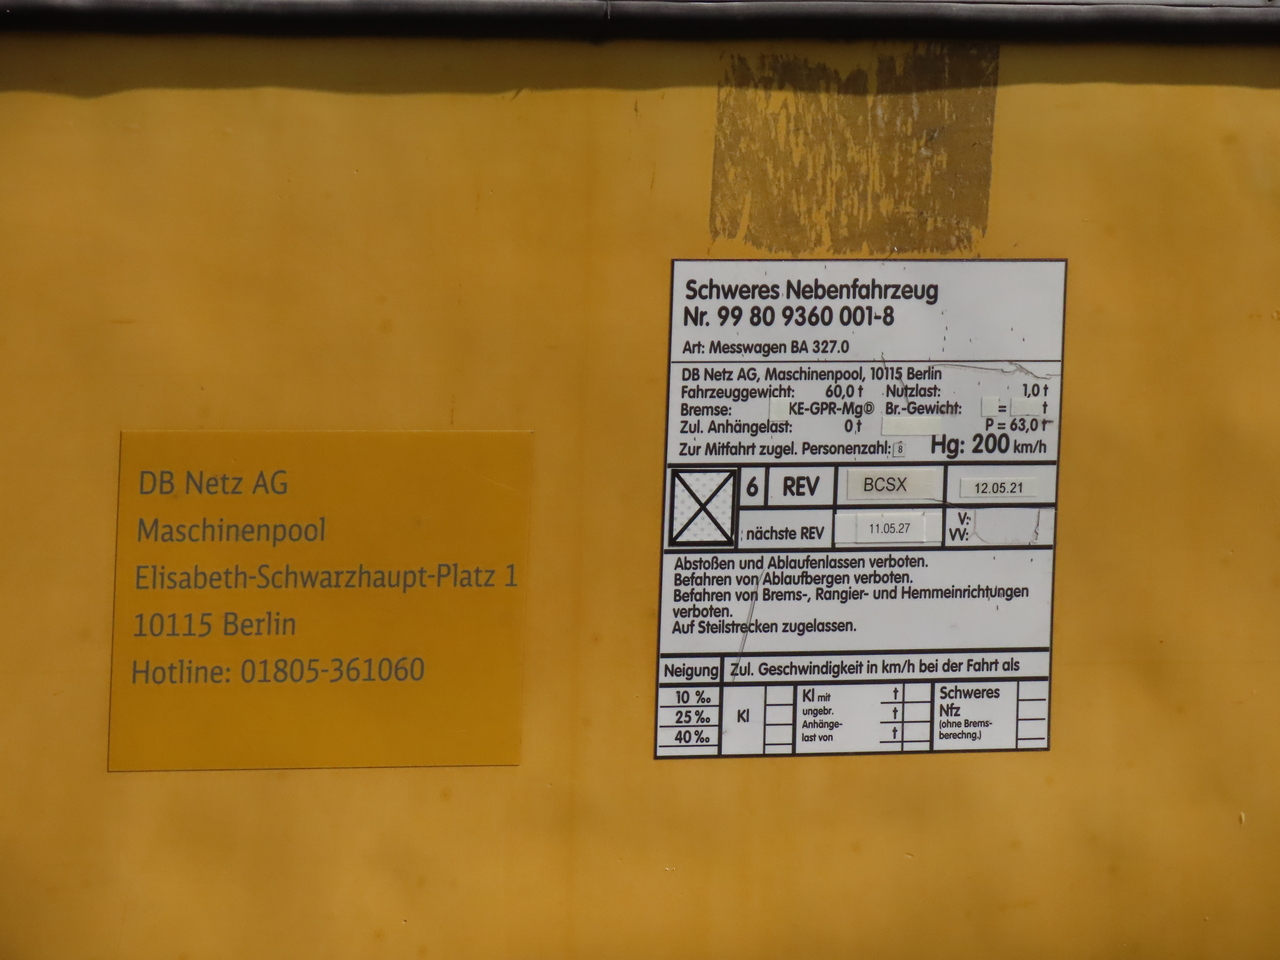 DB Netz AG
Maschinenpool
Elisabeth-Schwarzhaupt-Platz 1
10115 Berlin
Hotline: 01805-361060
Schweres Nebenfahrzeug
Nr. 99 80 9360 001-8
Art: Messwagen BA 327.0
DB Netz AG, Maschinenpool, 10115 Berlin
Fahrzeuggewicht: 60,0 t Nutzlast: 1,0 t
Bremse: KE-GPR-MgD Br.-Gewicht: = t
Zul. Anhängelast: 0 t P = 63,0 t
Zur Mitfahrt zugel. Personenzahl: 8 Hg: 200 km/h
6 REV BCSX 12.05.21
nächste REV 11.05.27 V:
VV:
Abstoßen und Ablaufenlassen verboten.
Befahren von Ablaufbergen verboten.
Befahren von Brems-, Rangier- und Hemmeinrichtungen
verboten.
Auf Steilstrecken zugelassen.
Neigung Zul. Geschwindigkeit in km/h bei der Fahrt als
10 ‰
25 ‰
40 ‰
Kl
Kl mit
ungebr.
Anhänge-
last von
t
t
t
Schweres
Nfz
(ohne Brems-
berechng.)